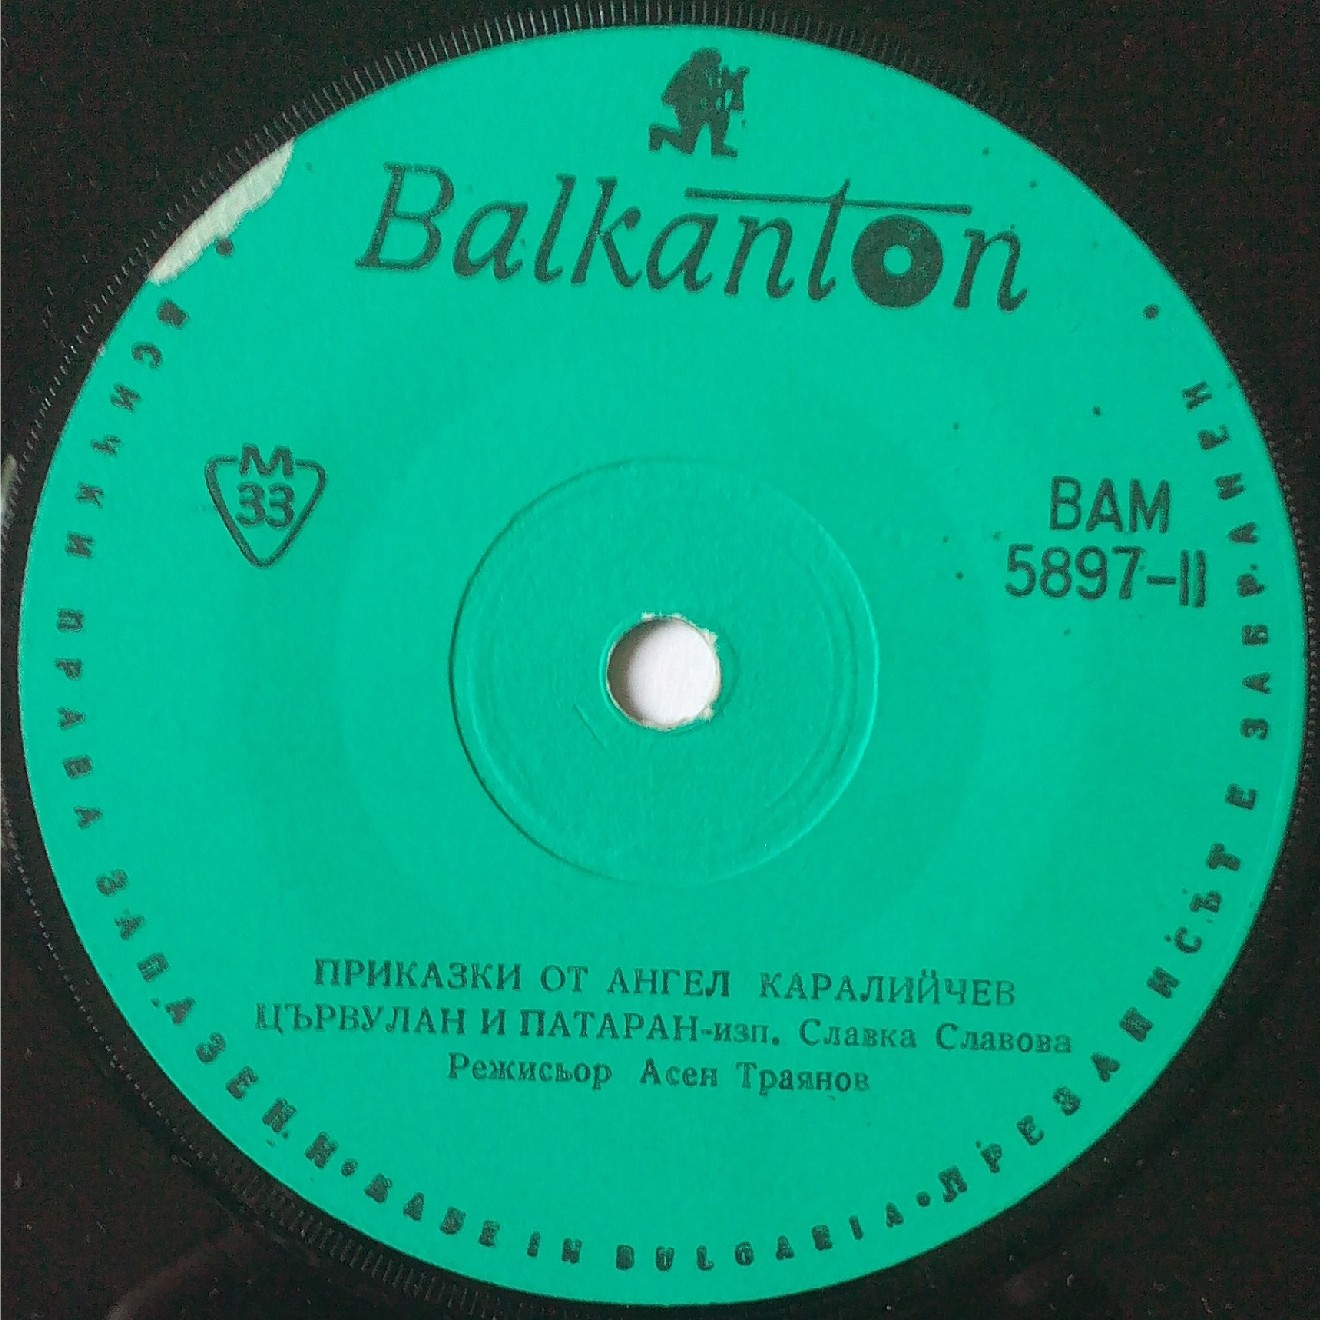 Balkanton
М
33
ВАМ
5897-II
ПРИКАЗКИ ОТ АНГЕЛ КАРАЛИЙЧЕВ
ЦЪРВУЛАН И ПАТАРАН-изп. Славка Славова
Режисьор Асен Траянов
• ВСИЧКИ ПРАВА ЗАПАЗЕНИ • MADE IN BULGARIA • ПРЕЗАПИСЪТ Е ЗАБРАНЕН •